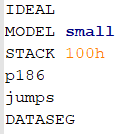 IDEAL
MODEL small
STACK 100h
p186
jumps
DATASEG